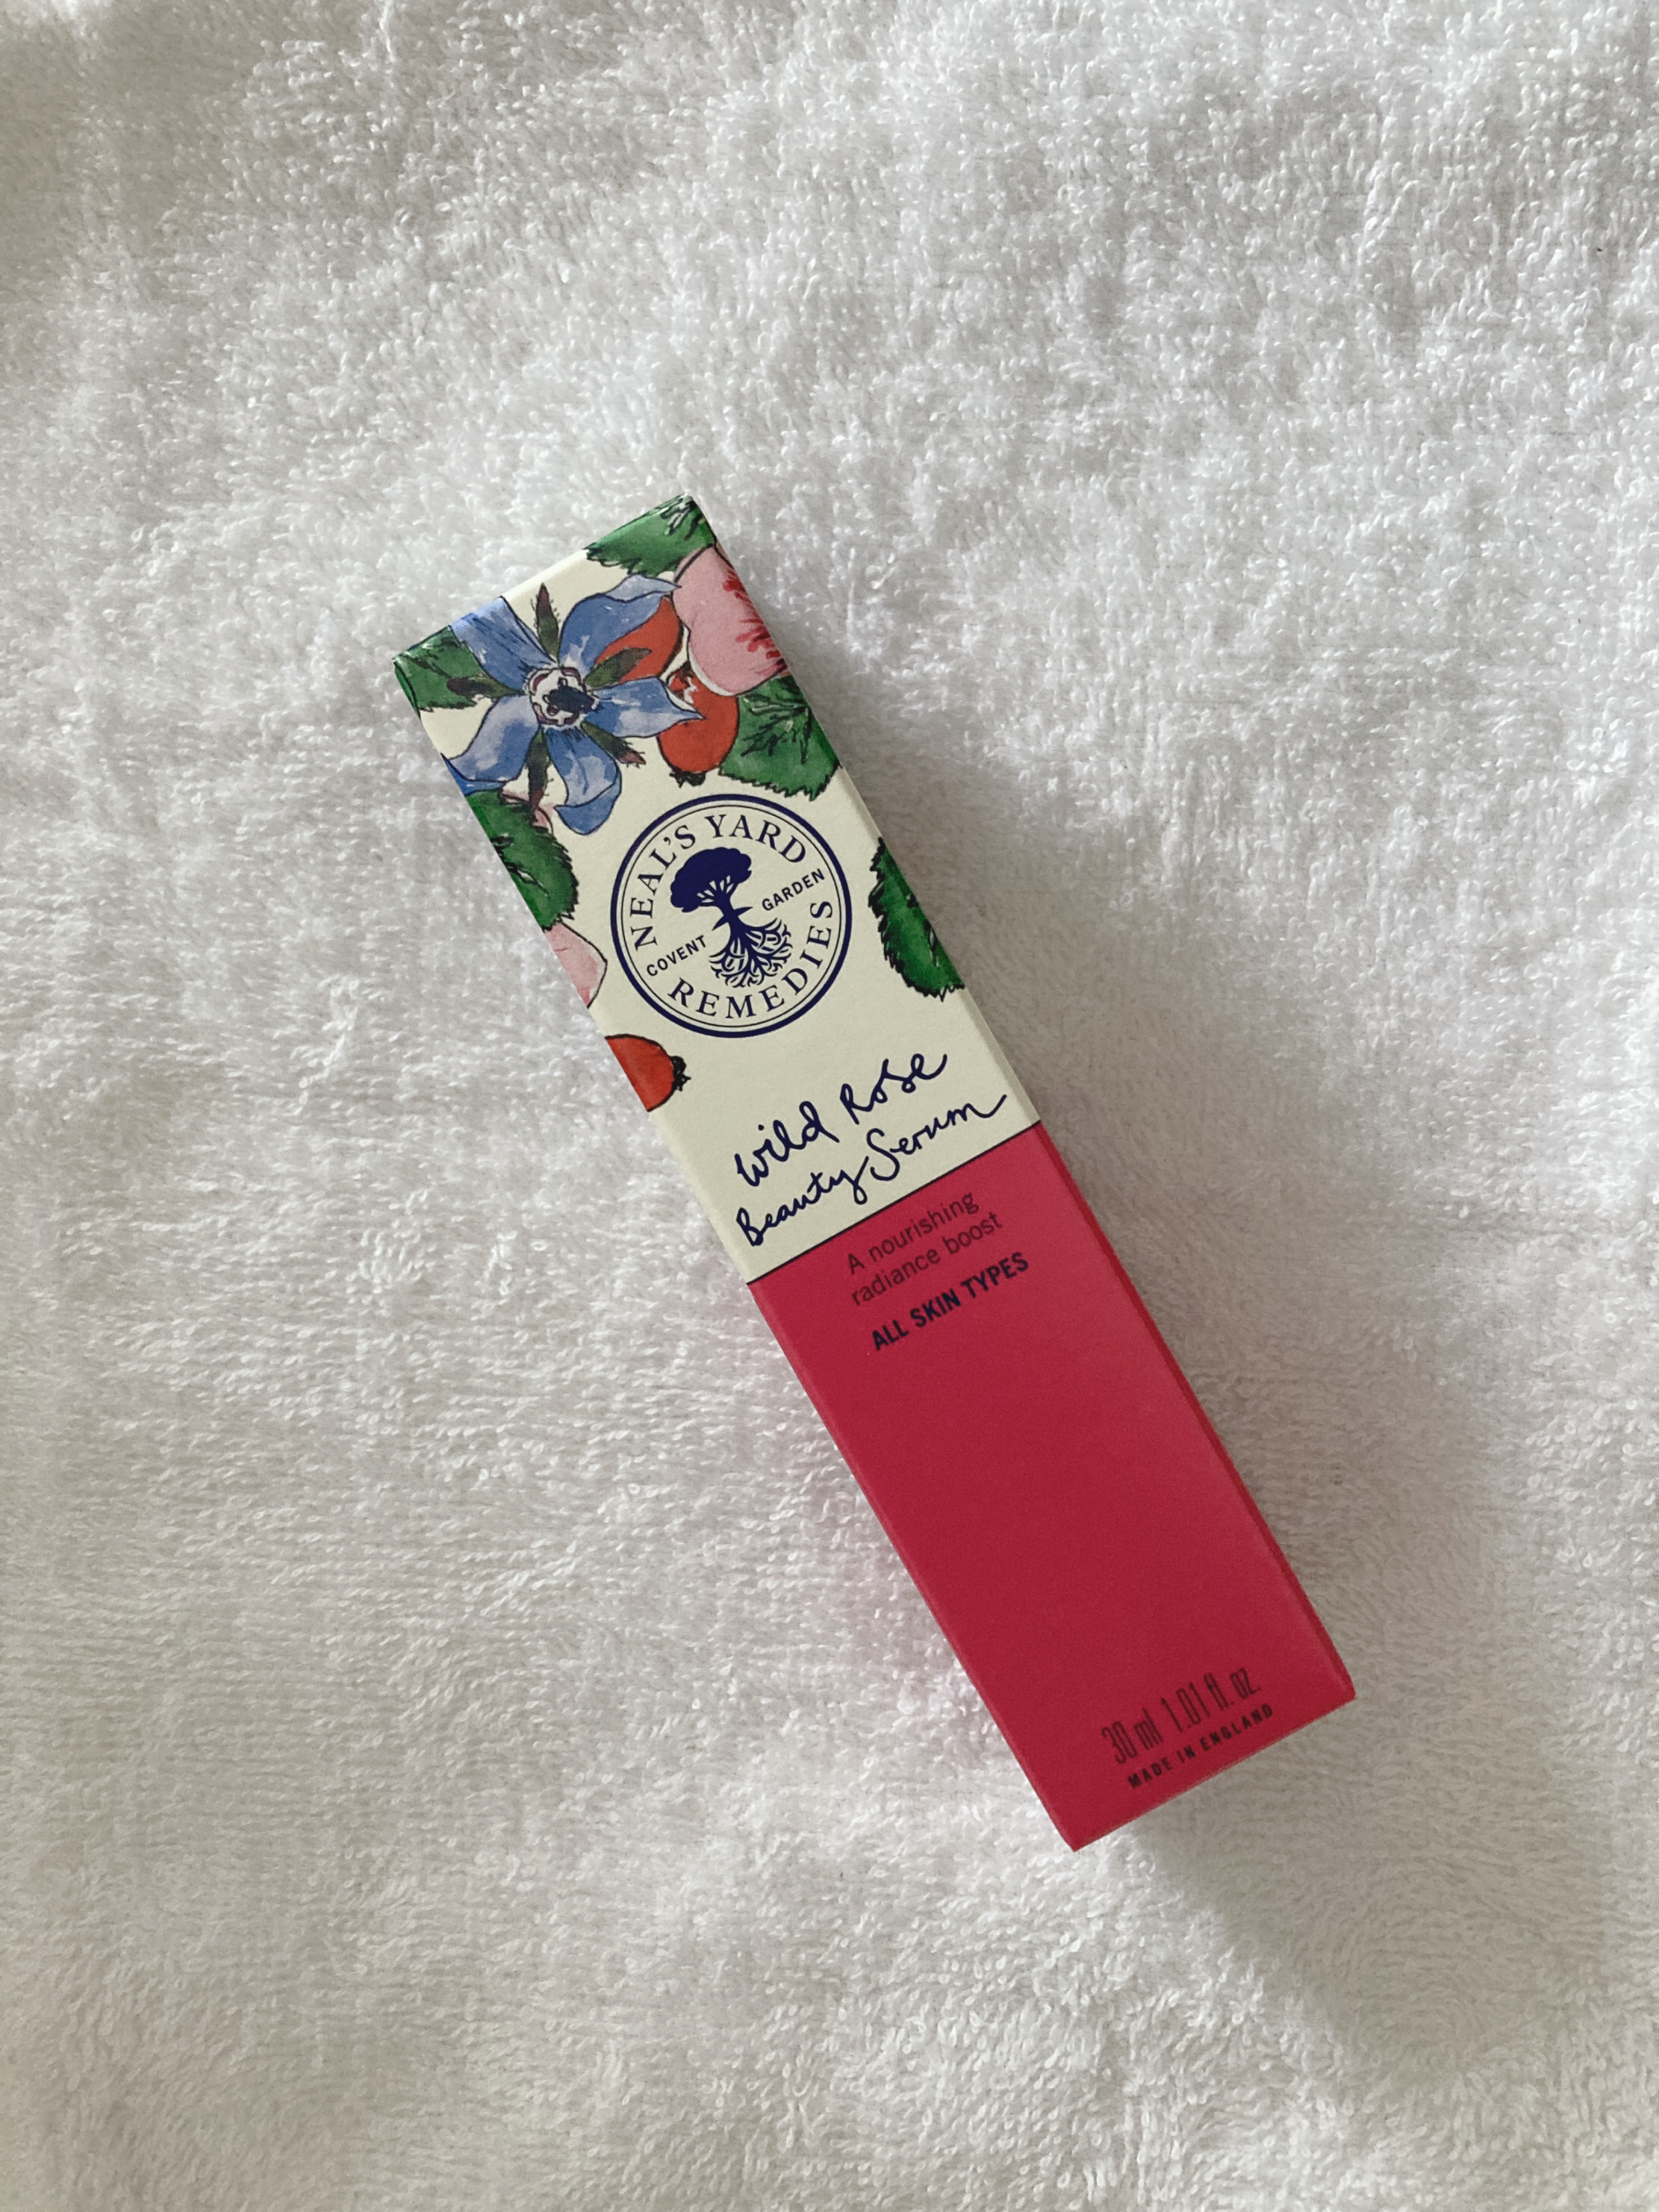 NEAL'S YARD
COVENT GARDEN
REMEDIES
Wild Rose
Beauty Serum
A nourishing
radiance boost
ALL SKIN TYPES
30 ml 1.01 fl. oz.
MADE IN ENGLAND